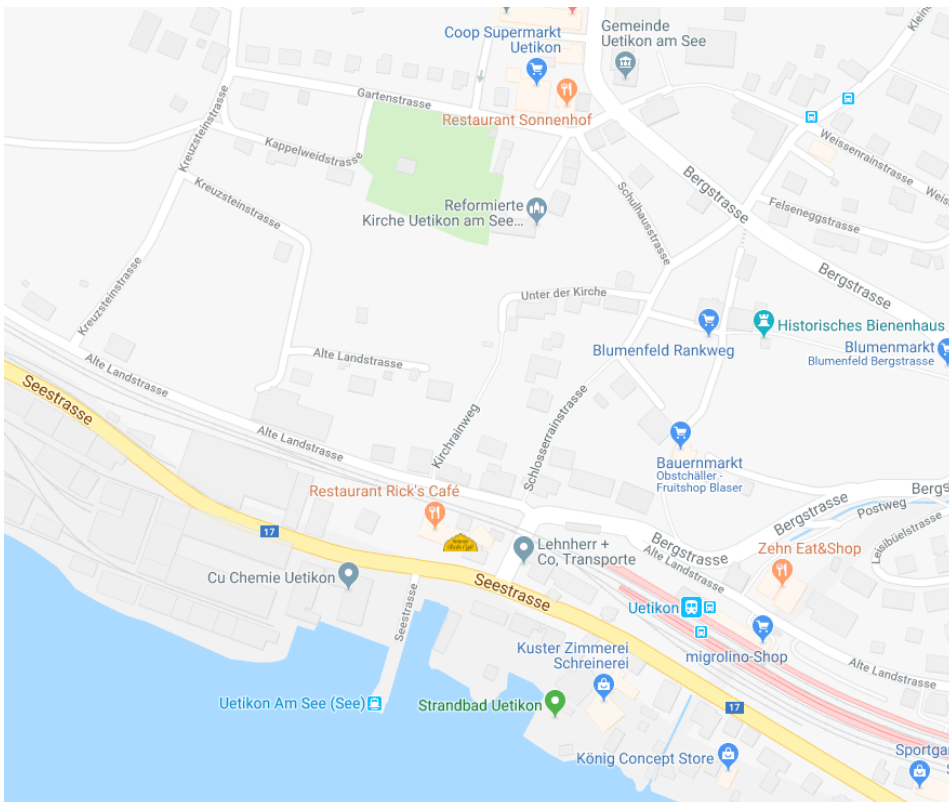 Coop Supermarkt
Uetikon
Gemeinde
Uetikon am See
Gartenstrasse
Restaurant Sonnenhof
Kreuzsteinstrasse
Kappelweidstrasse
Weissenrainstrasse
Bergstrasse
Kreuzsteinstrasse
Reformierte
Kirche Uetikon am See...
Schulhausstrasse
Felseneggstrasse
Kreuzsteinstrasse
Bergstrasse
Unter der Kirche
Historisches Bienenhaus
Blumenfeld Rankweg
Blumenmarkt
Blumenfeld Bergstrasse
Alte Landstrasse
Alte Landstrasse
Seestrasse
Kirchrainweg
Schlosserrainstrasse
Alte Landstrasse
Bauernmarkt
Obstchäller -
Fruitshop Blaser
Restaurant Rick's Café
Bergstrasse
Postweg
Leisibüelstrasse
17
Lehnherr +
Co, Transporte
Bergstrasse
Alte Landstrasse
Zehn Eat&Shop
Cu Chemie Uetikon
Seestrasse
Seestrasse
Uetikon
migrolino-Shop
Kuster Zimmerei
Schreinerei
Alte Landstrasse
Uetikon Am See (See)
Strandbad Uetikon
17
König Concept Store